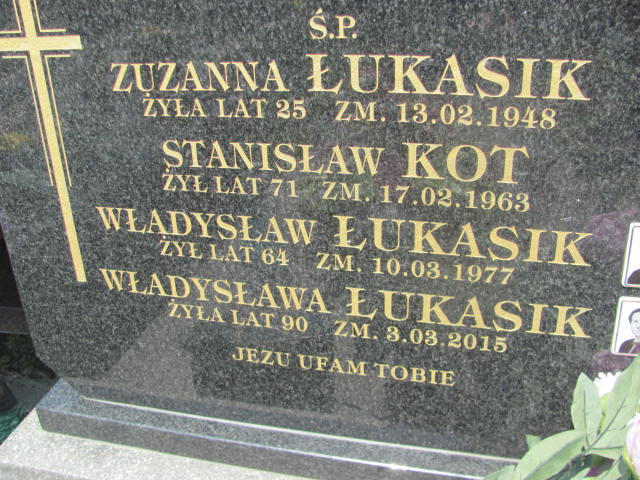 Ś.P.
ZUZANNA ŁUKASIK
ŻYŁA LAT 25 ZM. 13.02.1948
STANISŁAW KOT
ŻYŁ LAT 71 ZM. 17.02.1963
WŁADYSŁAW ŁUKASIK
ŻYŁ LAT 64 ZM. 10.03.1977
WŁADYSŁAWA ŁUKASIK
ŻYŁA LAT 90 ZM. 3.03.2015
JEZU UFAM TOBIE